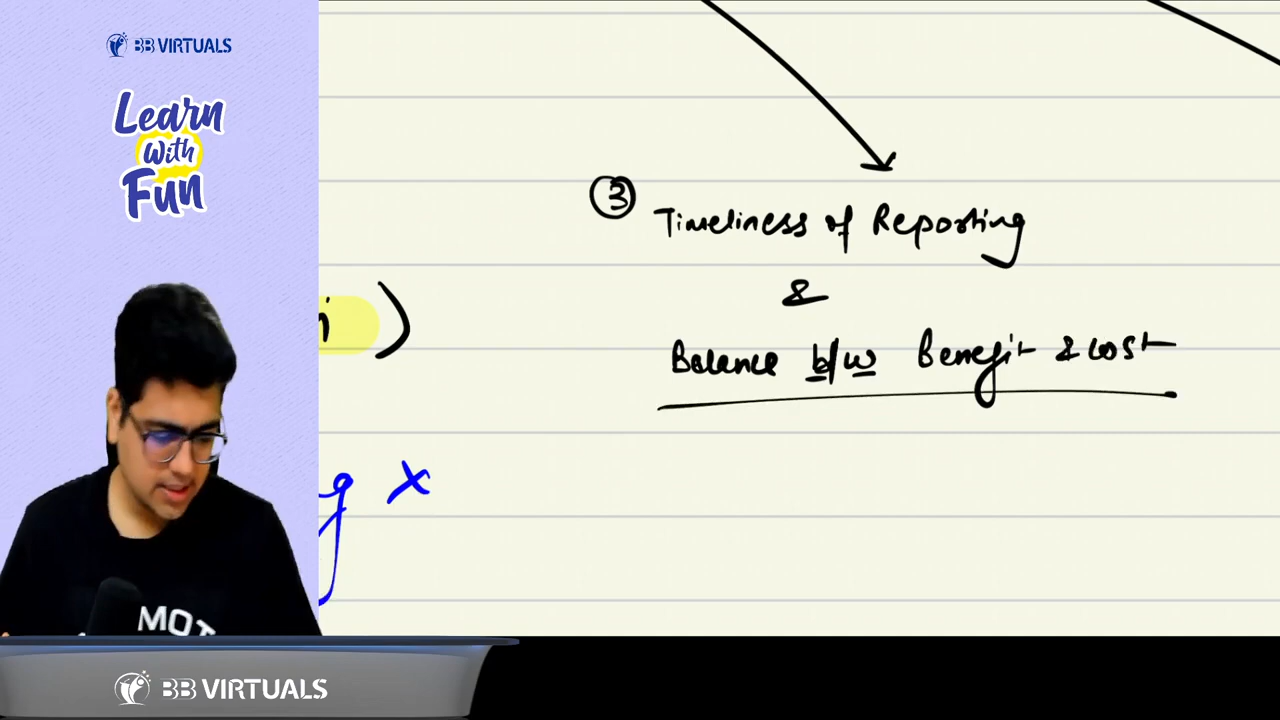 BB VIRTUALS
Learn
With
Fun
③ Timeliness of Reporting
&
Balance b/w Benefit & cost
)
g x
MOT
BB VIRTUALS